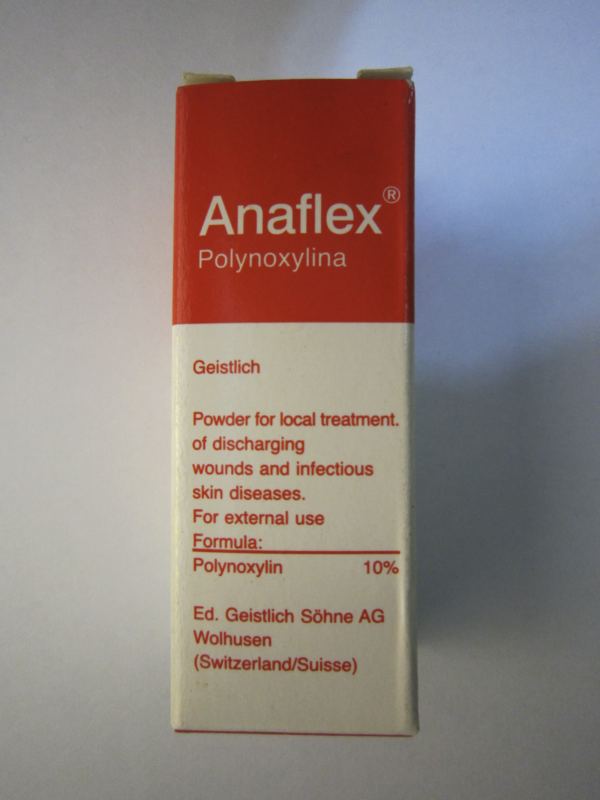 Anaflex®
Polynoxylina
Geistlich
Powder for local treatment.
of discharging
wounds and infectious
skin diseases.
For external use
Formula:
Polynoxylin 10%
Ed. Geistlich Söhne AG
Wolhusen
(Switzerland/Suisse)